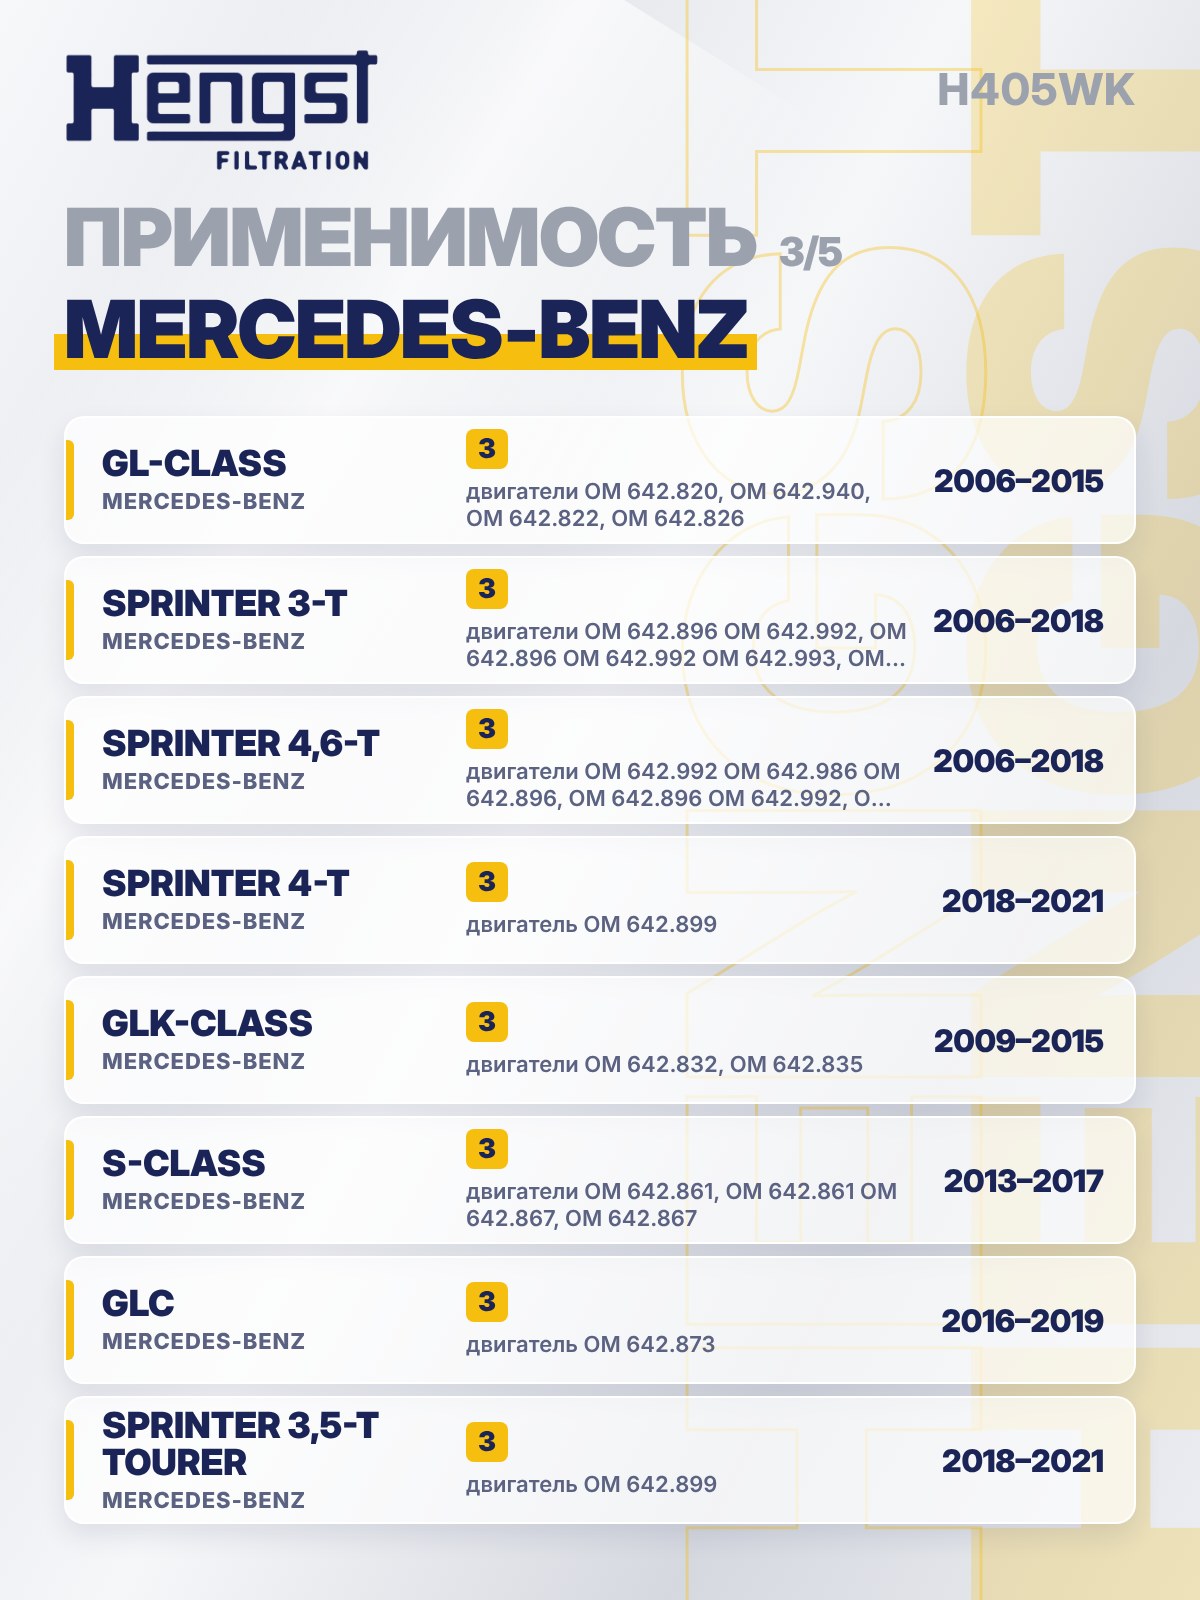 Hengst
FILTRATION
H405WK
ПРИМЕНИМОСТЬ 3/5
MERCEDES-BENZ
GL-CLASS
MERCEDES-BENZ
3
двигатели OM 642.820, OM 642.940,
OM 642.822, OM 642.826
2006–2015
SPRINTER 3-T
MERCEDES-BENZ
3
двигатели OM 642.896 OM 642.992, OM
642.896 OM 642.992 OM 642.993, OM...
2006–2018
SPRINTER 4,6-T
MERCEDES-BENZ
3
двигатели OM 642.992 OM 642.986 OM
642.896, OM 642.896 OM 642.992, O...
2006–2018
SPRINTER 4-T
MERCEDES-BENZ
3
двигатель OM 642.899
2018–2021
GLK-CLASS
MERCEDES-BENZ
3
двигатели OM 642.832, OM 642.835
2009–2015
S-CLASS
MERCEDES-BENZ
3
двигатели OM 642.861, OM 642.861 OM
642.867, OM 642.867
2013–2017
GLC
MERCEDES-BENZ
3
двигатель OM 642.873
2016–2019
SPRINTER 3,5-T
TOURER
MERCEDES-BENZ
3
двигатель OM 642.899
2018–2021
HENGST